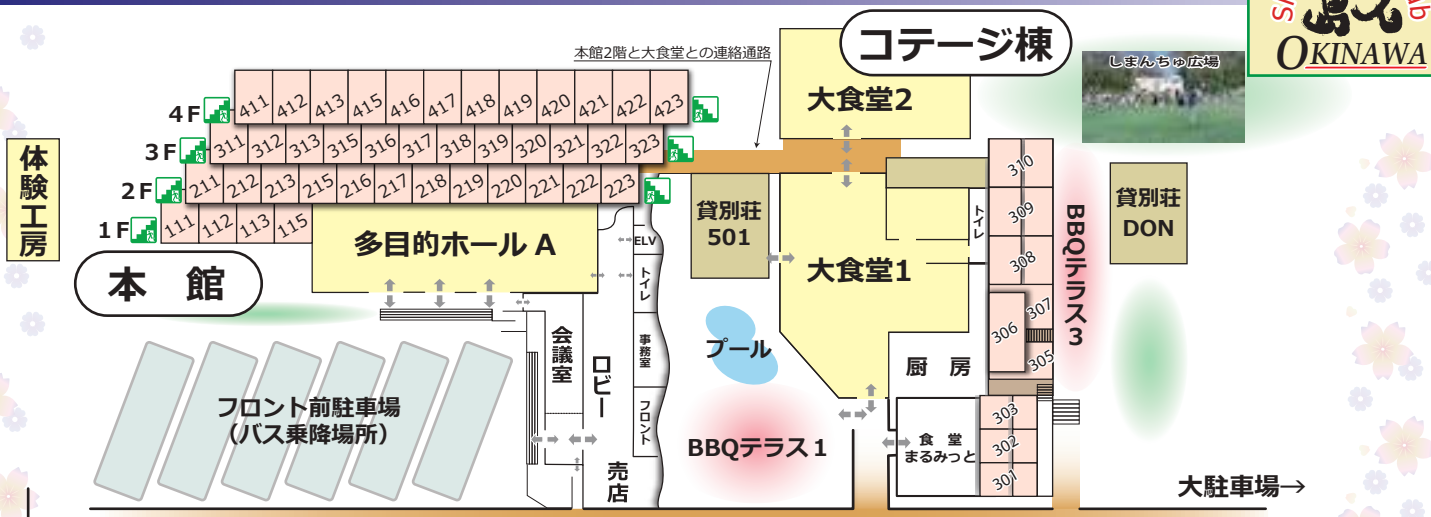 コテージ棟
OKINAWA
本館2階と大食堂との連絡通路
しまんちゅ広場
大食堂2
4F 411 412 413 415 416 417 418 419 420 421 422 423
3F 311 312 313 315 316 317 318 319 320 321 322 323
2F 211 212 213 215 216 217 218 219 220 221 222 223
1F 111 112 113 115
体験工房
多目的ホール A
本 館
ELV
トイレ
事務室
フロント
会議室
ロビー
売店
フロント前駐車場
（バス乗降場所）
貸別荘
501
大食堂1
プール
BBQテラス1
トイレ
厨 房
食 堂
まるみっと
310
309
308
307
306
305
303
302
301
BBQテラス3
貸別荘
DON
大駐車場→